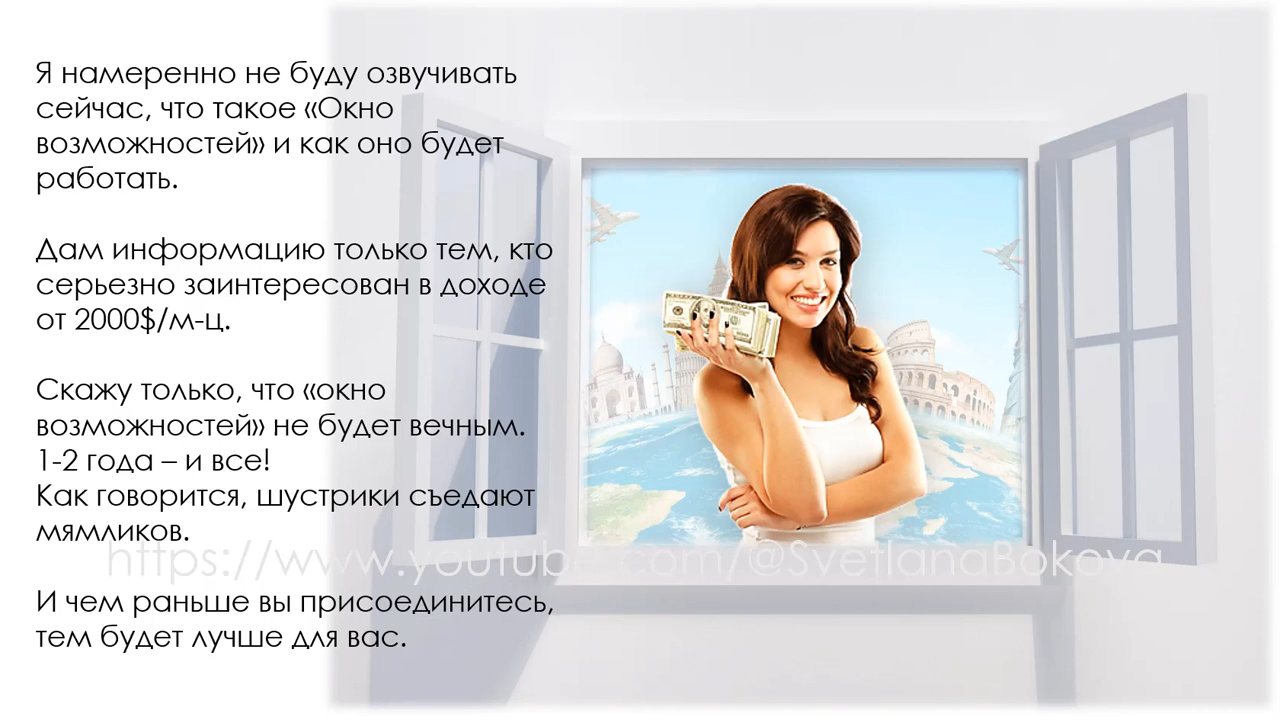 Я намеренно не буду озвучивать
сейчас, что такое «Окно
возможностей» и как оно будет
работать.
Дам информацию только тем, кто
серьезно заинтересован в доходе
от 2000$/м-ц.
Скажу только, что «окно
возможностей» не будет вечным.
1-2 года – и все!
Как говорится, шустрики съедают
мямликов.
https://www.youtube.com/@SvetlanaBokova
И чем раньше вы присоединитесь,
тем будет лучше для вас.